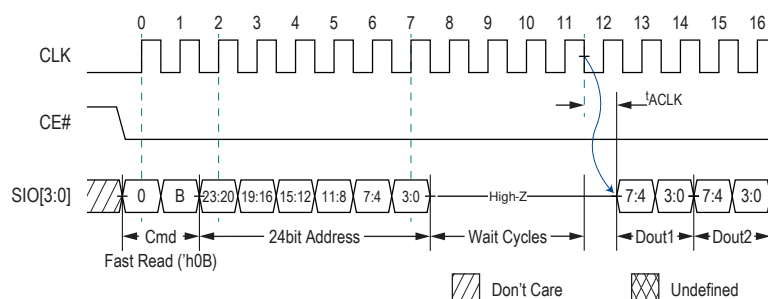 0 1 2 3 4 5 6 7 8 9 10 11 12 13 14 15 16
CLK
tACLK
CE#
SIO[3:0] 0 B 23:20 19:16 15:12 11:8 7:4 3:0 High-Z 7:4 3:0 7:4 3:0
Cmd 24bit Address Wait Cycles Dout1 Dout2
Fast Read ('h0B)
Don't Care Undefined